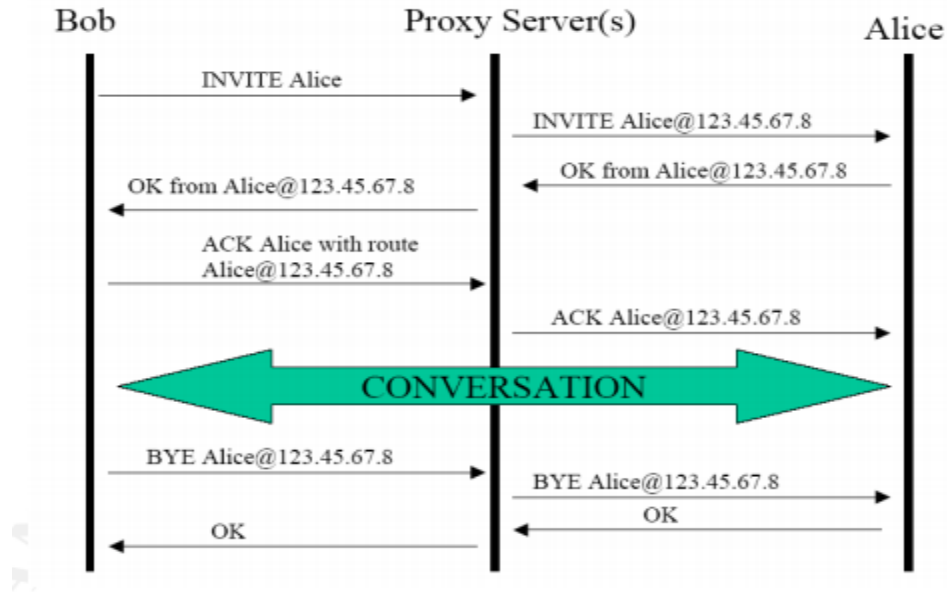 Bob
Proxy Server(s)
Alice
INVITE Alice
INVITE Alice@123.45.67.8
OK from Alice@123.45.67.8
OK from Alice@123.45.67.8
ACK Alice with route
Alice@123.45.67.8
ACK Alice@123.45.67.8
CONVERSATION
BYE Alice@123.45.67.8
BYE Alice@123.45.67.8
OK
OK